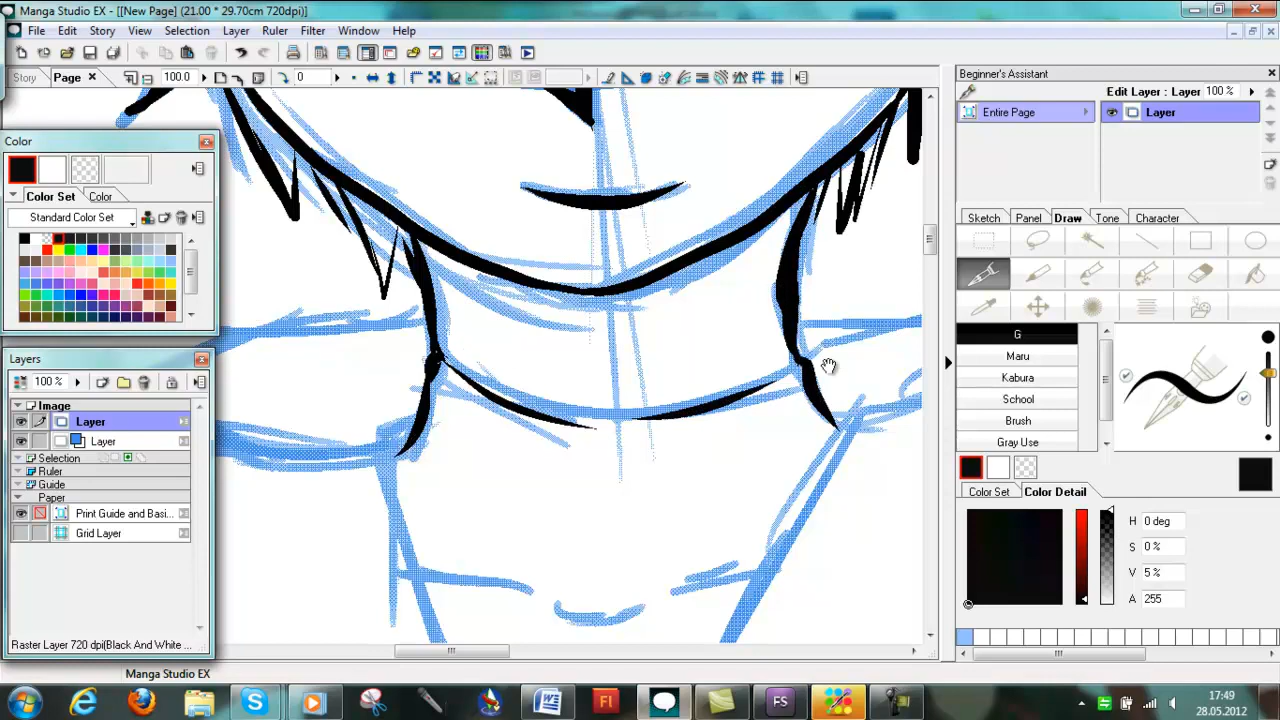 Manga Studio EX - [[New Page] (21.00 * 29.70cm 720dpi)]
File Edit Story View Selection Layer Ruler Filter Window Help
Story Page 100.0 0
Beginner's Assistant
Edit Layer : Layer 100 %
Entire Page
Layer
Color
Color Set Color
Standard Color Set
Sketch Panel Draw Tone Character
G
Maru
Kabura
School
Brush
Gray Use
Layers
100 %
Image
Layer
Layer
Selection
Ruler
Guide
Paper
Print Guide and Basi...
Grid Layer
Raster Layer 720 dpi(Black And White ...
Color Set Color Detail
H 0 deg
S 0 %
V 5 %
A 255
Manga Studio EX
W Fl FS
17:49
28.05.2012